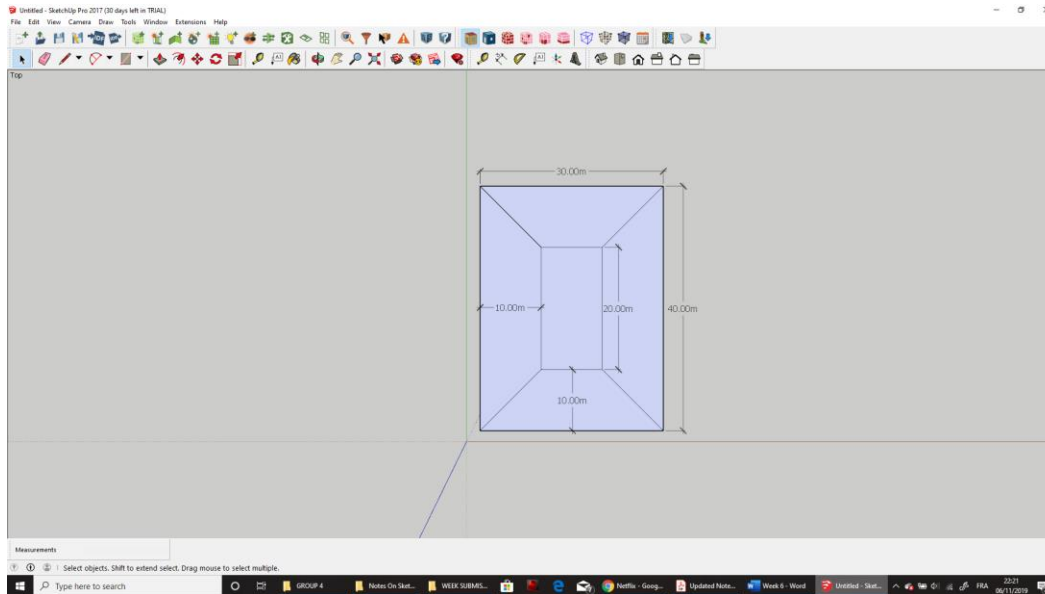 Untitled - SketchUp Pro 2017 (30 days left in TRIAL)
File Edit View Camera Draw Tools Window Extensions Help
Top
30.00m
10.00m
20.00m
40.00m
10.00m
Measurements
Select objects. Shift to extend select. Drag mouse to select multiple.
Type here to search
GROUP 4
Notes On Sket...
WEEK SUBMIS...
Netflix - Goog...
Updated Note...
Week 6 - Word
Untitled - Sket...
FRA
22:21
06/11/2019